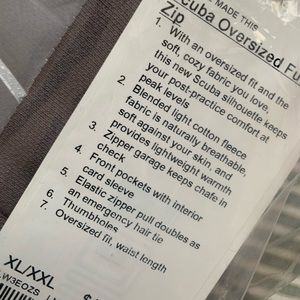 MADE THIS
Scuba Oversized
Zip
1. With an oversized fit and the
soft, cozy fabric you love,
this new Scuba silhouette keeps
your post-practice comfort at
peak levels
2. Blended light cotton fleece
fabric is naturally breathable,
provides lightweight warmth
soft against your skin, and
3. Zipper garage keeps chafe in
check
4. Front pockets with interior
card sleeve
5. Elastic zipper pull doubles as
an emergency hair tie
6. Thumbholes
7. Oversized fit, waist length
XL/XXL
LW3EOZS